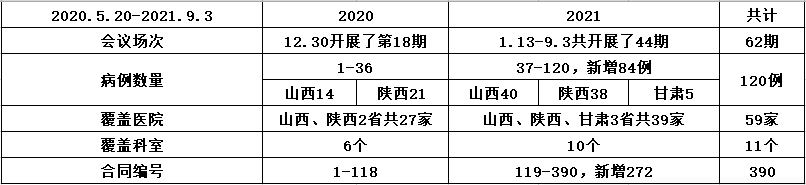 2020.5.20-2021.9.3 2020 2021 共计
会议场次 12.30开展了第18期 1.13-9.3共开展了44期 62期
病例数量 1-36 37-120，新增84例 120例
山西14 陕西21 山西40 陕西38 甘肃5
覆盖医院 山西、陕西2省共27家 山西、陕西、甘肃3省共39家 59家
覆盖科室 6个 10个 11个
合同编号 1-118 119-390，新增272 390